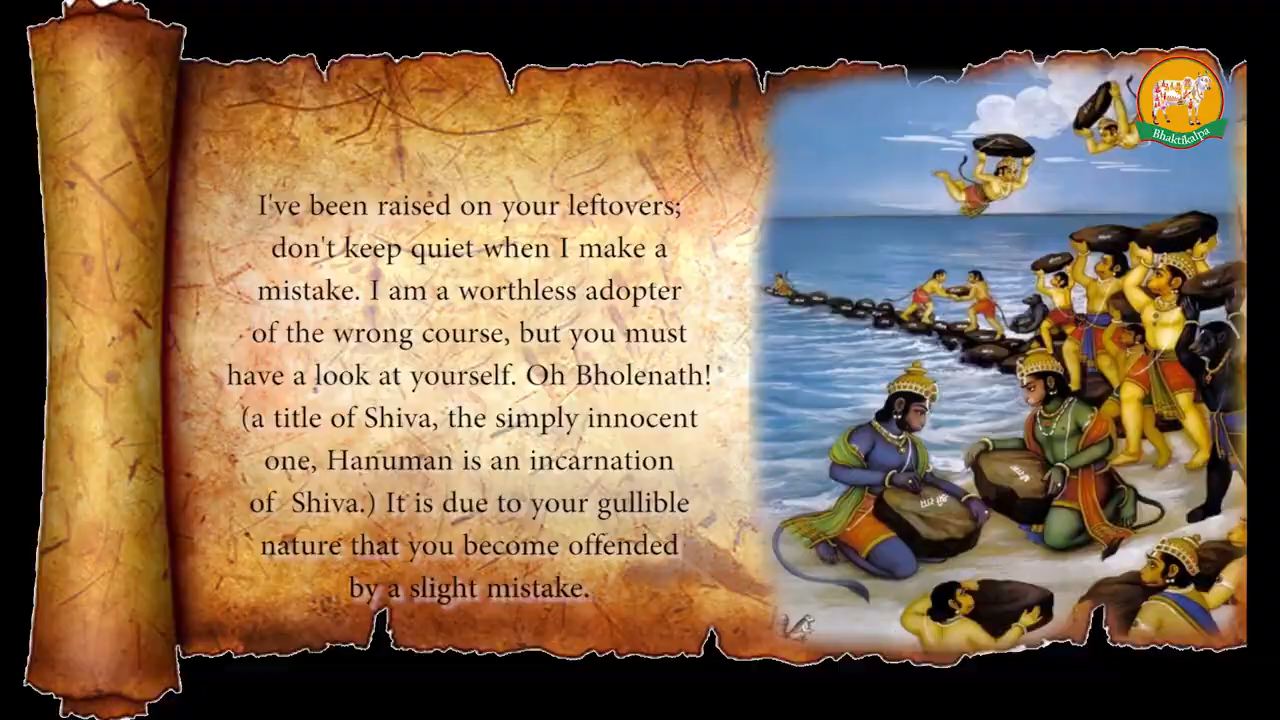 I've been raised on your leftovers;
don't keep quiet when I make a
mistake. I am a worthless adopter
of the wrong course, but you must
have a look at yourself. Oh Bholenath!
(a title of Shiva, the simply innocent
one, Hanuman is an incarnation
of Shiva.) It is due to your gullible
nature that you become offended
by a slight mistake.
Bhaktikalpa